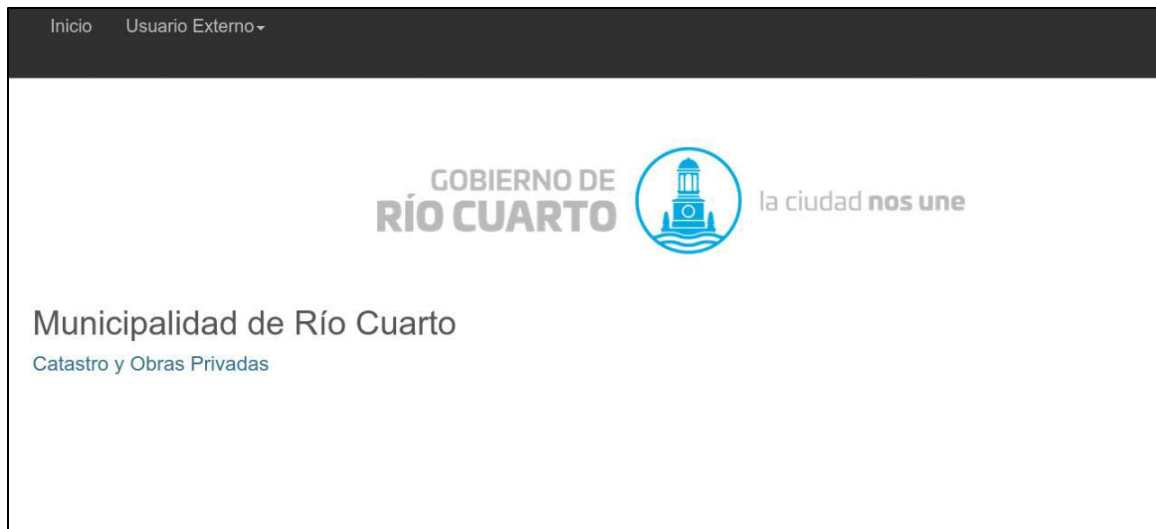 Inicio Usuario Externo
GOBIERNO DE
RÍO CUARTO
la ciudad nos une
Municipalidad de Río Cuarto
Catastro y Obras Privadas